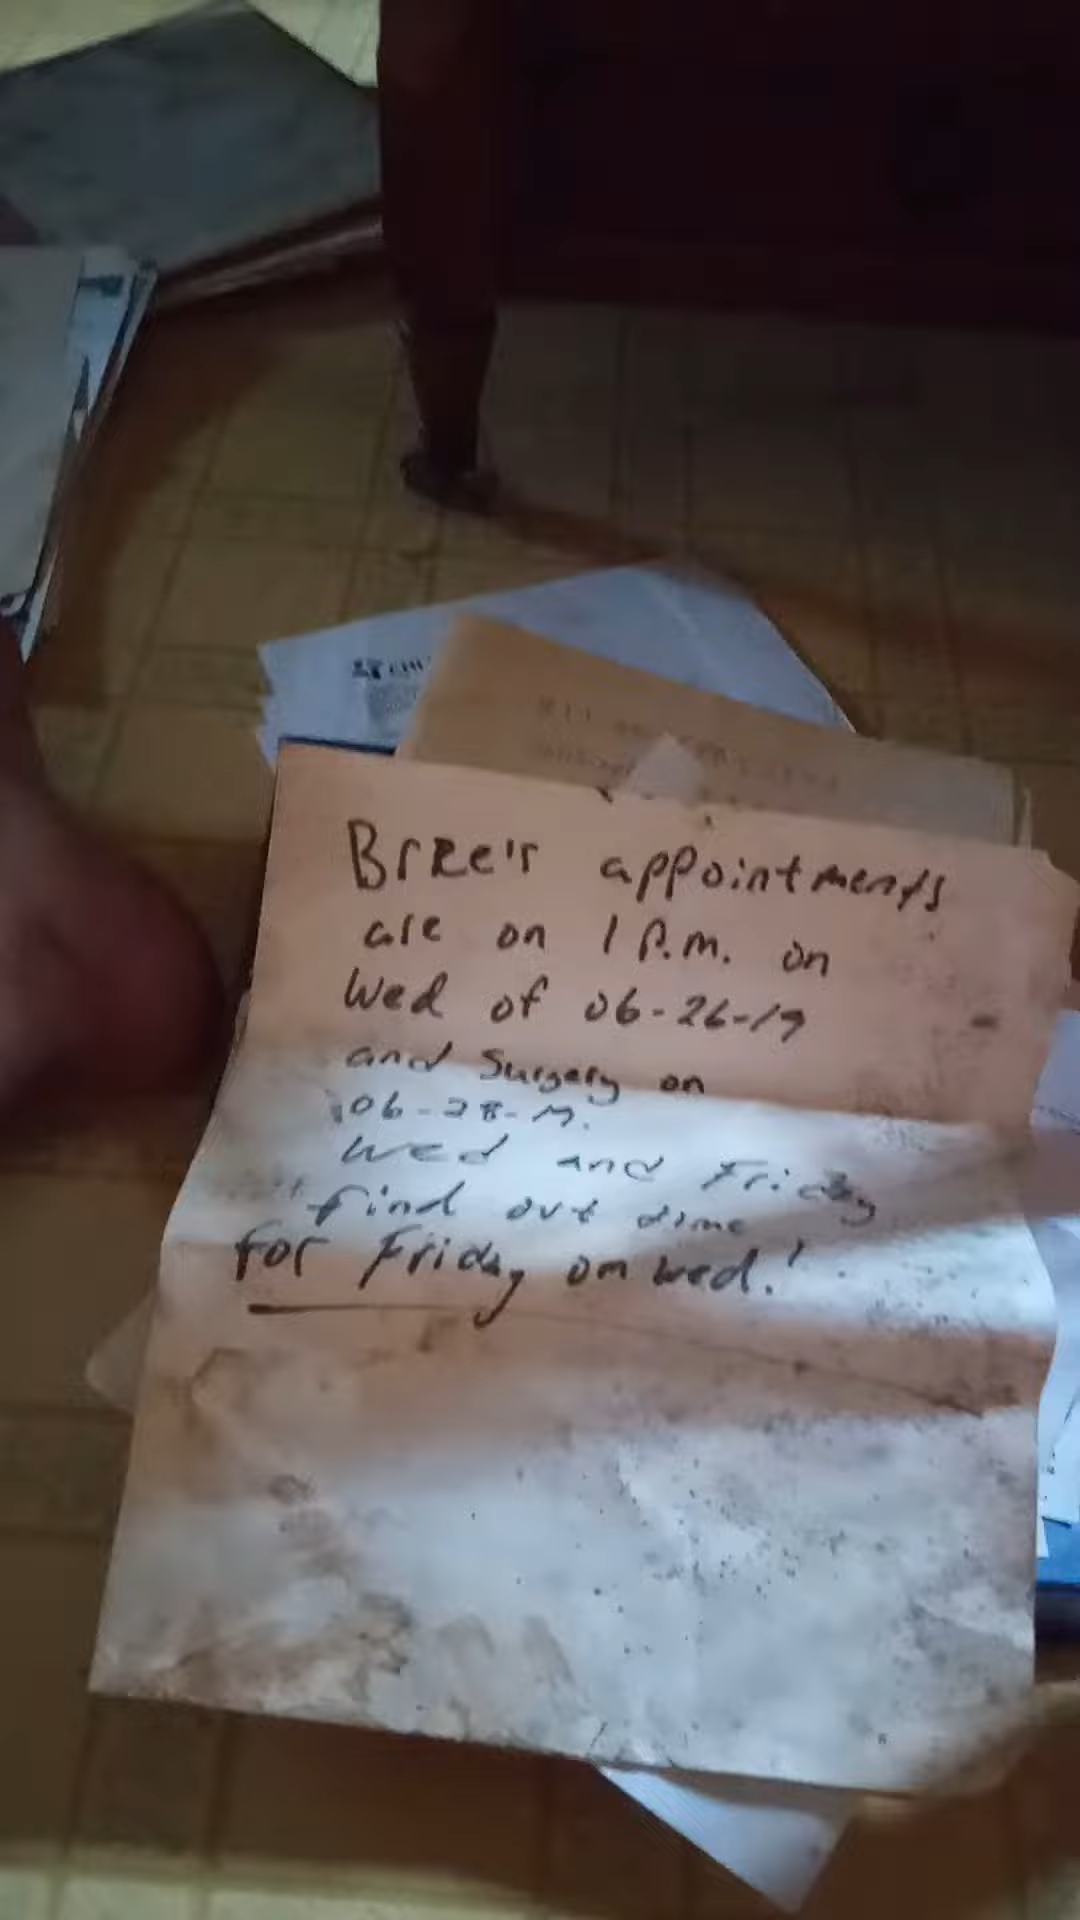 Bree's appointments
are on 1 P.m. on
Wed of 06-26-19
and Surgery on
06-28-19.
Wed and Friday
"find out time
for Friday on Wed.!